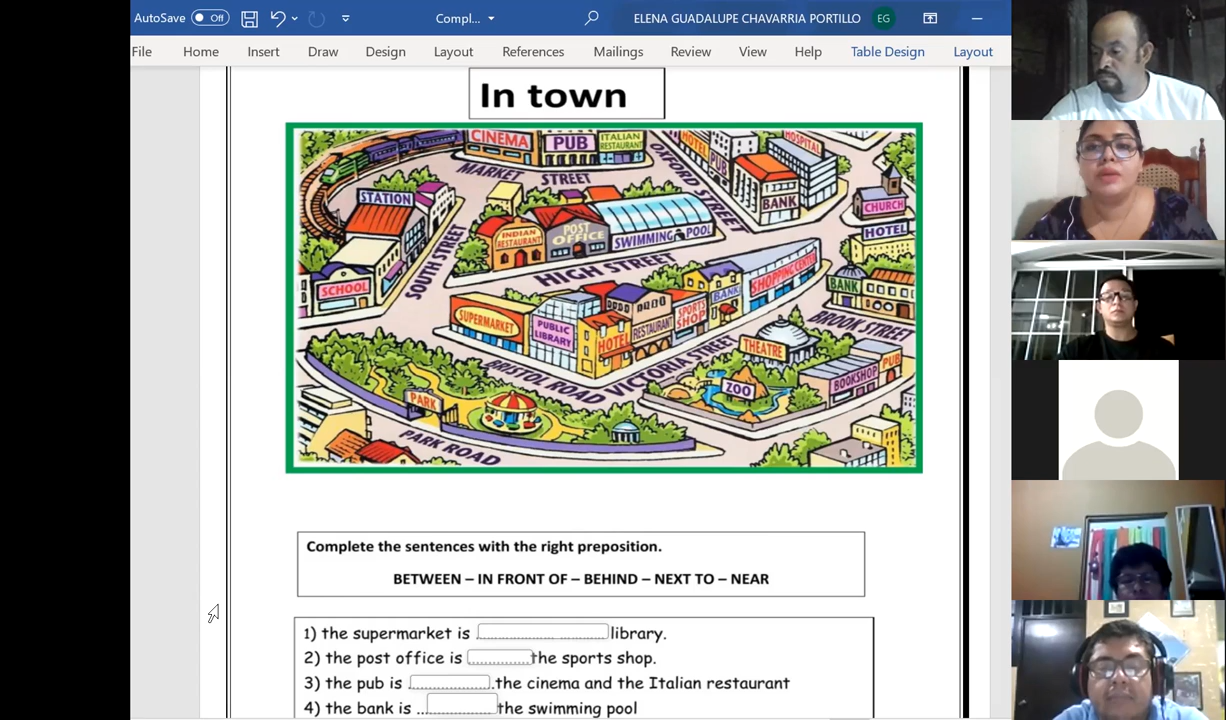 AutoSave Off Compl... ELENA GUADALUPE CHAVARRIA PORTILLO EG
File Home Insert Draw Design Layout References Mailings Review View Help Table Design Layout
In town
CINEMA PUB ITALIAN RESTAURANT
HOTEL PUB HOSPITAL
MARKET STREET
OXFORD STREET
BANK
STATION
CHURCH
HOTEL
INDIAN RESTAURANT
POST OFFICE
SWIMMING POOL
SOUTH STREET
HIGH STREET
SCHOOL
SHOPPING CENTER
BANK
BANK
SUPERMARKET
PUBLIC LIBRARY
HOTEL
RESTAURANT
SPORTS SHOP
BROOK STREET
THEATRE
BRISTOL ROAD
VICTORIA STREET
PARK
ZOO
BOOKSHOP
PUB
PARK ROAD
Complete the sentences with the right preposition.
BETWEEN – IN FRONT OF – BEHIND – NEXT TO – NEAR
1) the supermarket is library.
2) the post office is the sports shop.
3) the pub is .the cinema and the Italian restaurant
4) the bank is ...the swimming pool